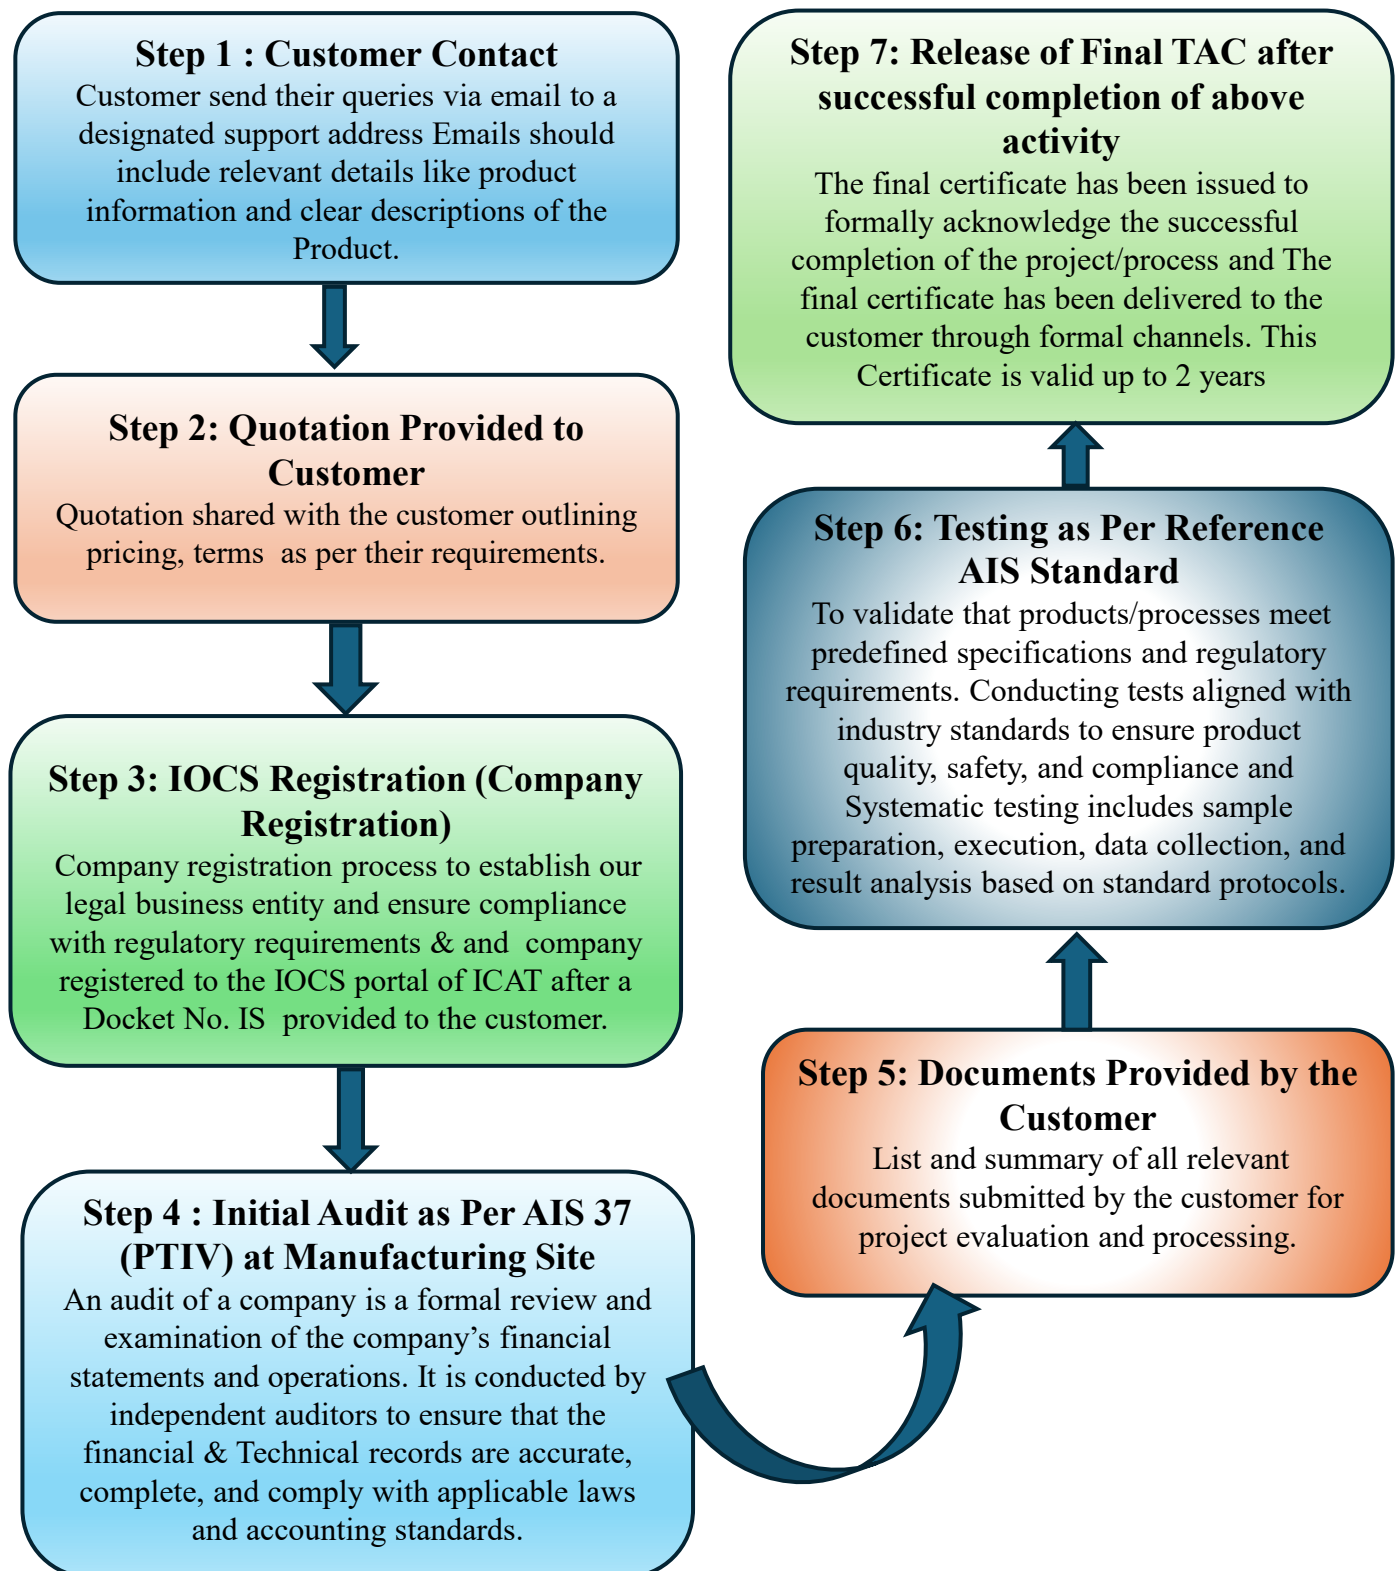 Step 1 : Customer Contact
Customer send their queries via email to a
designated support address Emails should
include relevant details like product
information and clear descriptions of the
Product.
Step 2: Quotation Provided to
Customer
Quotation shared with the customer outlining
pricing, terms  as per their requirements.
Step 3: IOCS Registration (Company
Registration)
Company registration process to establish our
legal business entity and ensure compliance
with regulatory requirements & and  company
registered to the IOCS portal of ICAT after a
Docket No. IS  provided to the customer.
Step 4 : Initial Audit as Per AIS 37
(PTIV) at Manufacturing Site
An audit of a company is a formal review and
examination of the company’s financial
statements and operations. It is conducted by
independent auditors to ensure that the
financial & Technical records are accurate,
complete, and comply with applicable laws
and accounting standards.
Step 5: Documents Provided by the
Customer
List and summary of all relevant
documents submitted by the customer for
project evaluation and processing.
Step 6: Testing as Per Reference
AIS Standard
To validate that products/processes meet
predefined specifications and regulatory
requirements. Conducting tests aligned with
industry standards to ensure product
quality, safety, and compliance and
Systematic testing includes sample
preparation, execution, data collection, and
result analysis based on standard protocols.
Step 7: Release of Final TAC after
successful completion of above
activity
The final certificate has been issued to
formally acknowledge the successful
completion of the project/process and The
final certificate has been delivered to the
customer through formal channels. This
Certificate is valid up to 2 years